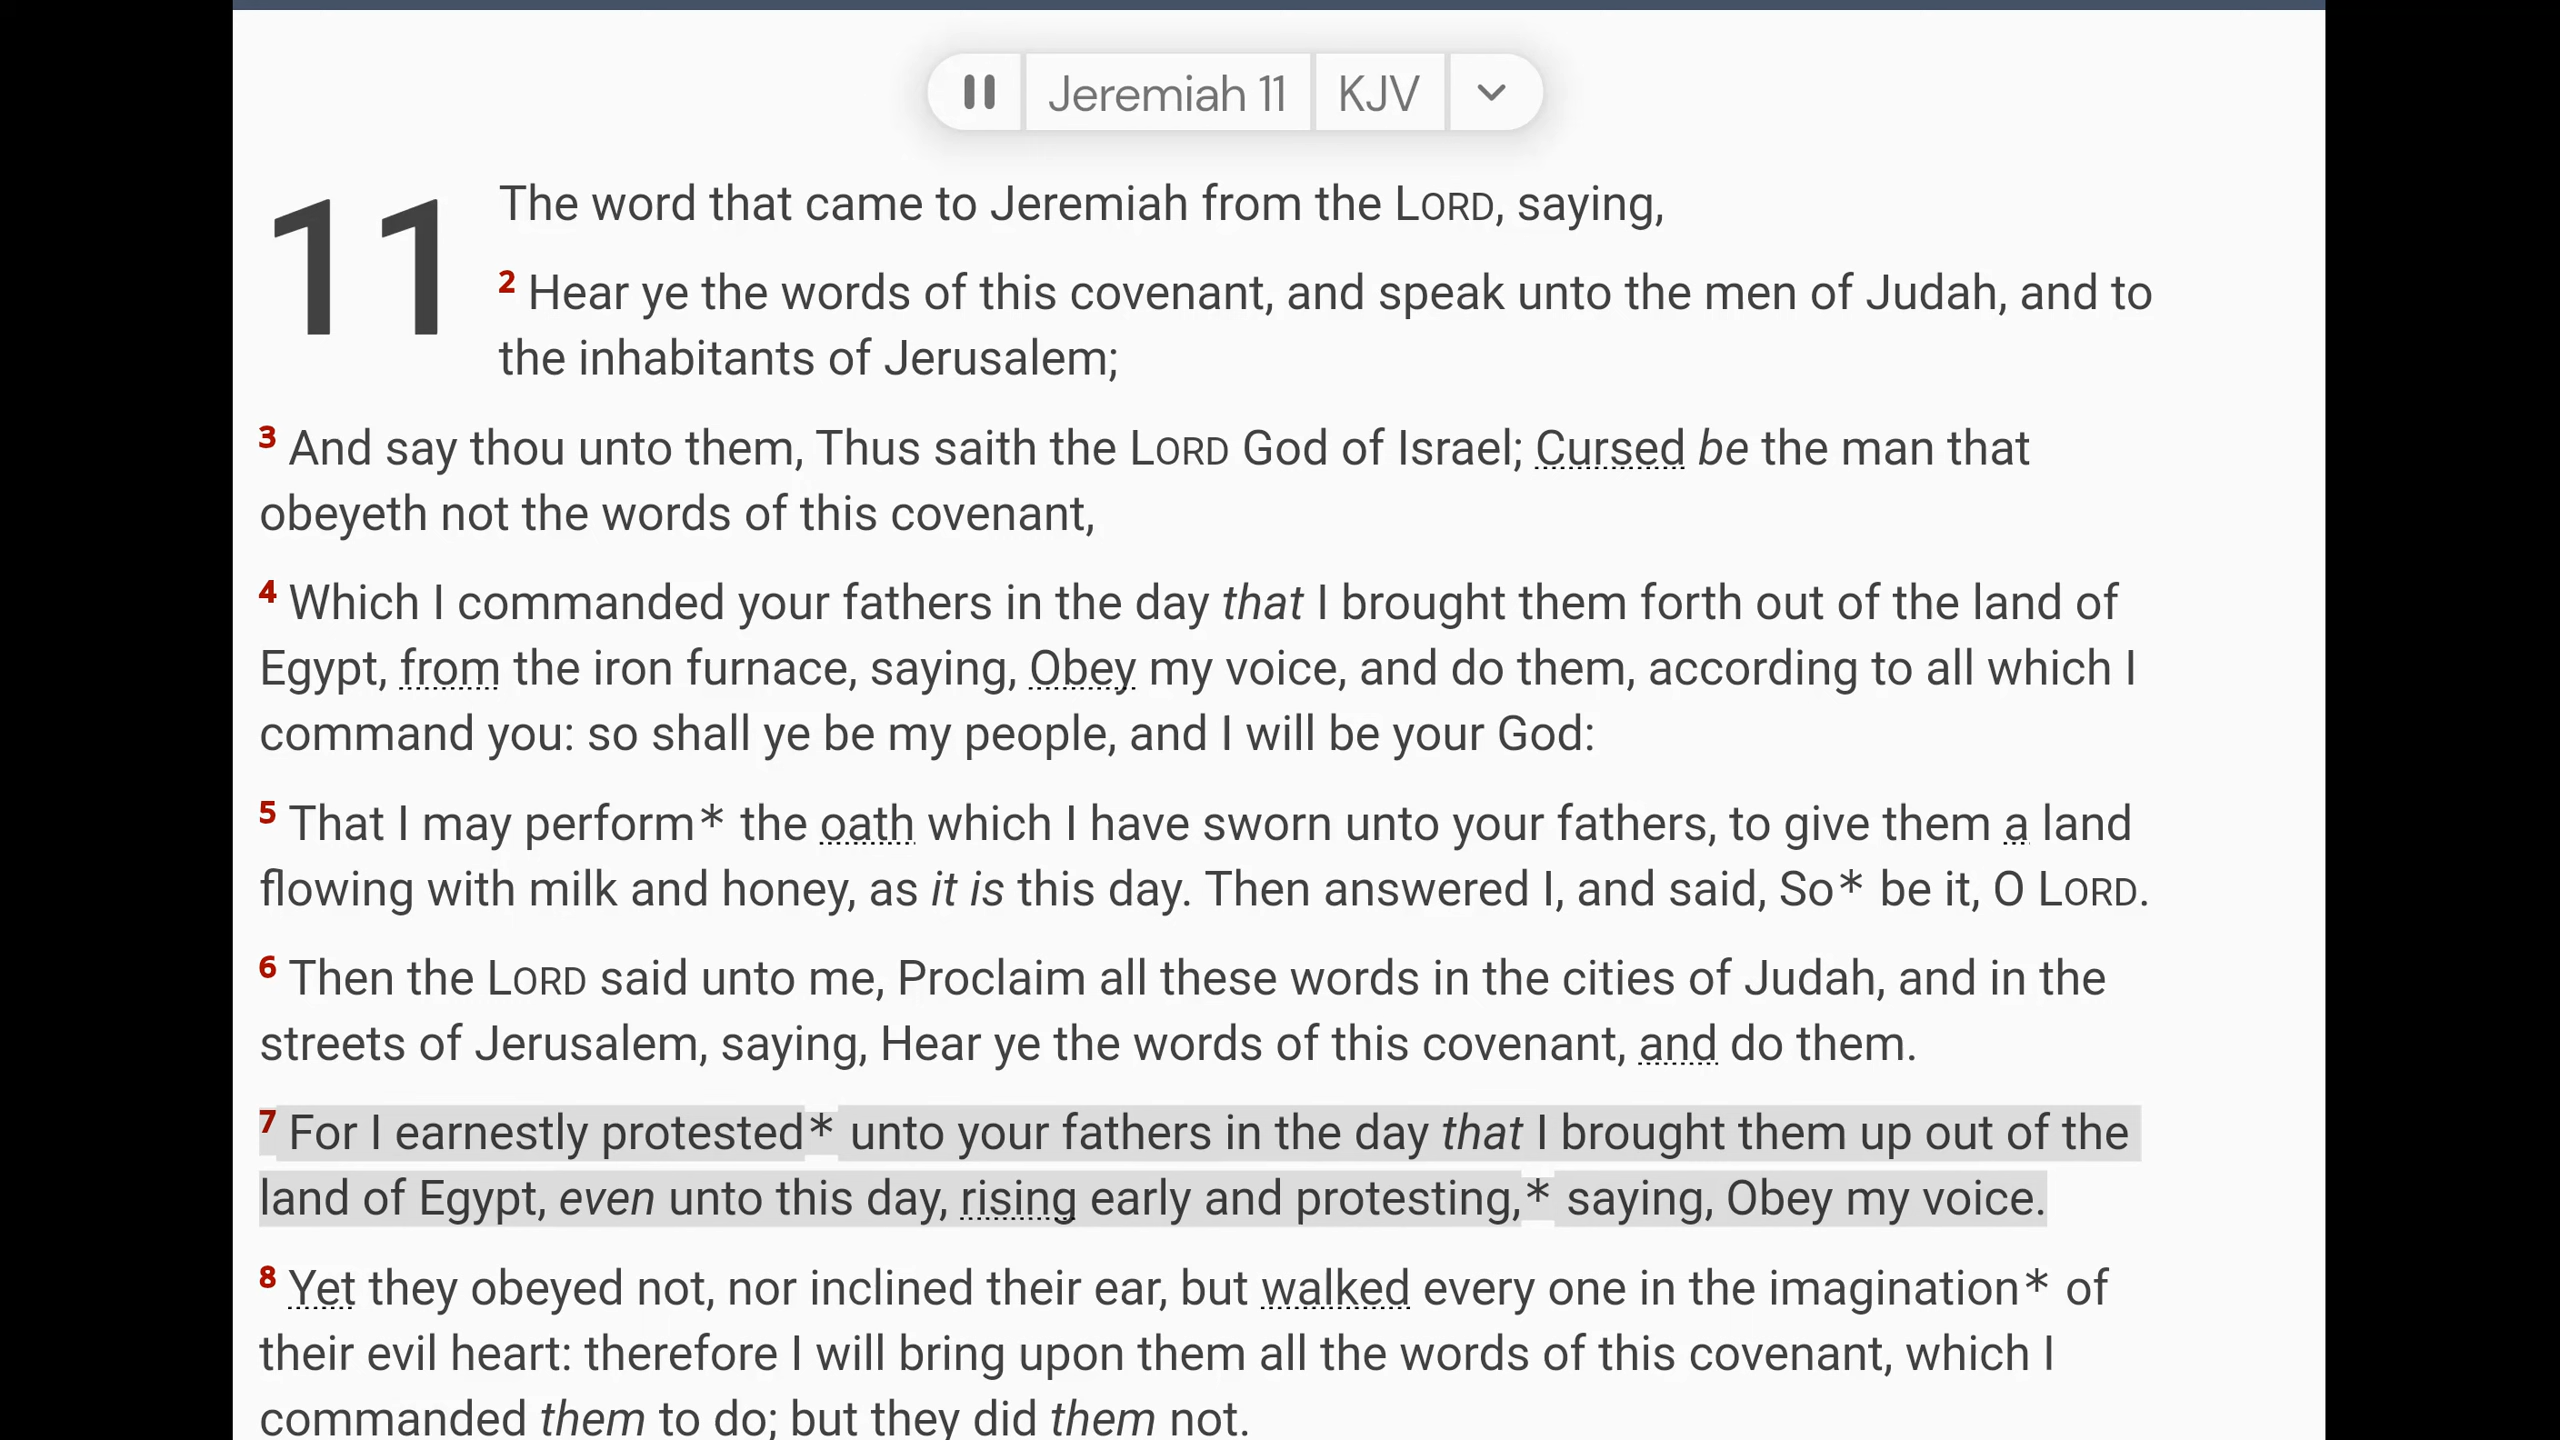 Jeremiah 11 KJV
11
The word that came to Jeremiah from the LORD, saying,
2 Hear ye the words of this covenant, and speak unto the men of Judah, and to
the inhabitants of Jerusalem;
3 And say thou unto them, Thus saith the LORD God of Israel; Cursed be the man that
obeyeth not the words of this covenant,
4 Which I commanded your fathers in the day that I brought them forth out of the land of
Egypt, from the iron furnace, saying, Obey my voice, and do them, according to all which I
command you: so shall ye be my people, and I will be your God:
5 That I may perform* the oath which I have sworn unto your fathers, to give them a land
flowing with milk and honey, as it is this day. Then answered I, and said, So* be it, O LORD.
6 Then the LORD said unto me, Proclaim all these words in the cities of Judah, and in the
streets of Jerusalem, saying, Hear ye the words of this covenant, and do them.
7 For I earnestly protested* unto your fathers in the day that I brought them up out of the
land of Egypt, even unto this day, rising early and protesting,* saying, Obey my voice.
8 Yet they obeyed not, nor inclined their ear, but walked every one in the imagination* of
their evil heart: therefore I will bring upon them all the words of this covenant, which I
commanded them to do; but they did them not.